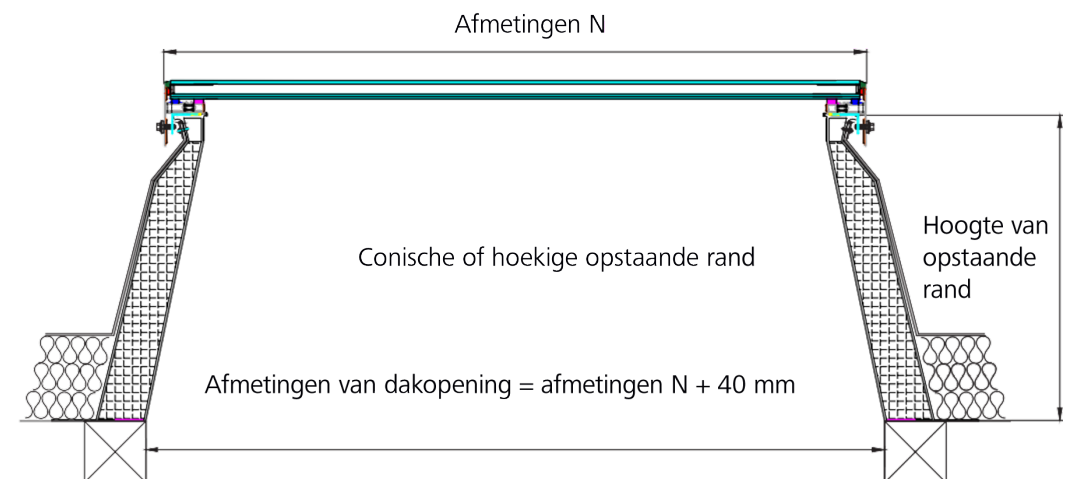 Afmetingen N
Conische of hoekige opstaande rand
Hoogte van
opstaande
rand
Afmetingen van dakopening = afmetingen N + 40 mm